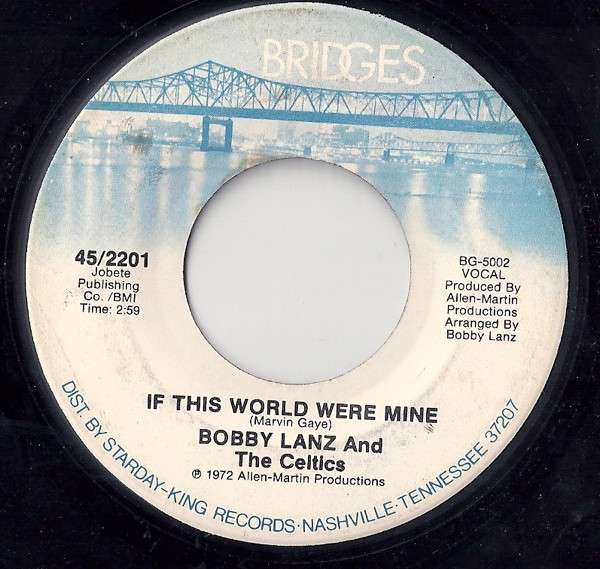 BRIDGES
45/2201
Jobete
Publishing
Co. /BMI
Time: 2:59
BG-5002
VOCAL
Produced By
Allen-Martin
Productions
Arranged By
Bobby Lanz
IF THIS WORLD WERE MINE
(Marvin Gaye)
BOBBY LANZ And
The Celtics
℗ 1972 Allen-Martin Productions
DIST. BY STARDAY-KING RECORDS · NASHVILLE · TENNESSEE 37207